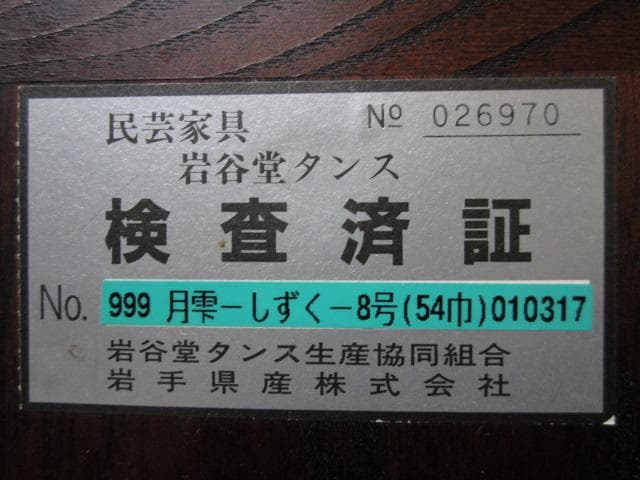 民芸家具 № 026970
岩谷堂タンス
検査済証
No. 999 月雫－しずく－8号(54巾)010317
岩谷堂タンス生産協同組合
岩手県産株式会社